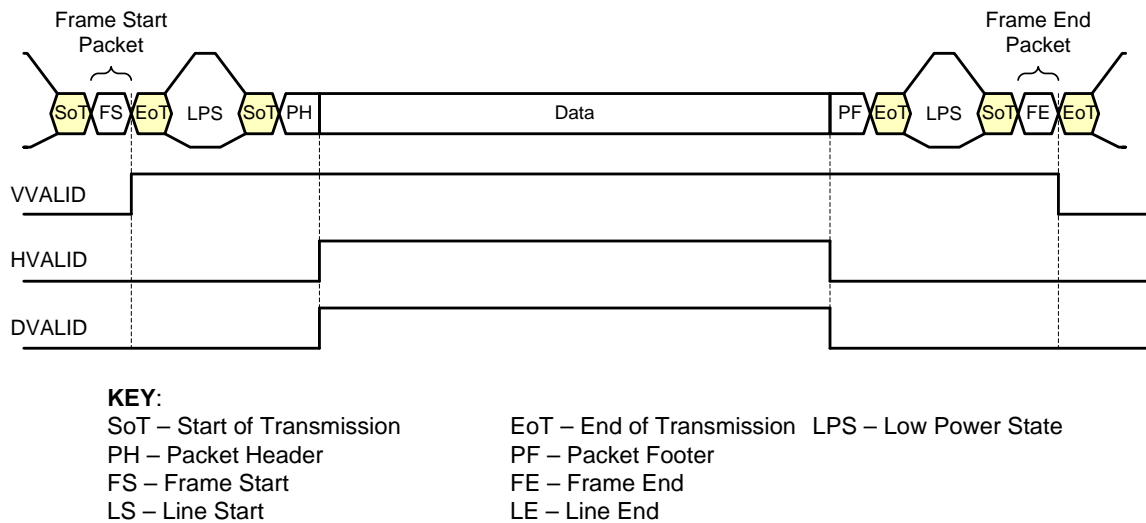 Frame Start
Packet
Frame End
Packet
SoT FS EoT LPS SoT PH Data PF EoT LPS SoT FE EoT
VVALID
HVALID
DVALID
KEY:
SoT – Start of Transmission EoT – End of Transmission LPS – Low Power State
PH – Packet Header PF – Packet Footer
FS – Frame Start FE – Frame End
LS – Line Start LE – Line End